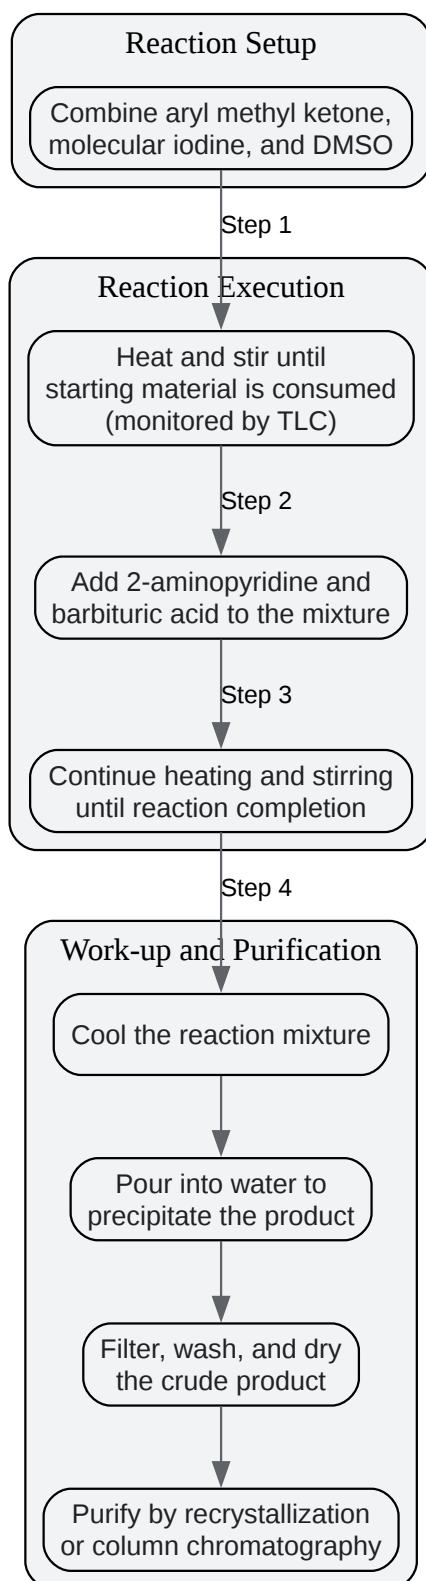 Reaction Setup
Combine aryl methyl ketone,
molecular iodine, and DMSO
Step 1
Reaction Execution
Heat and stir until
starting material is consumed
(monitored by TLC)
Step 2
Add 2-aminopyridine and
barbituric acid to the mixture
Step 3
Continue heating and stirring
until reaction completion
Step 4
Work-up and Purification
Cool the reaction mixture
Pour into water to
precipitate the product
Filter, wash, and dry
the crude product
Purify by recrystallization
or column chromatography